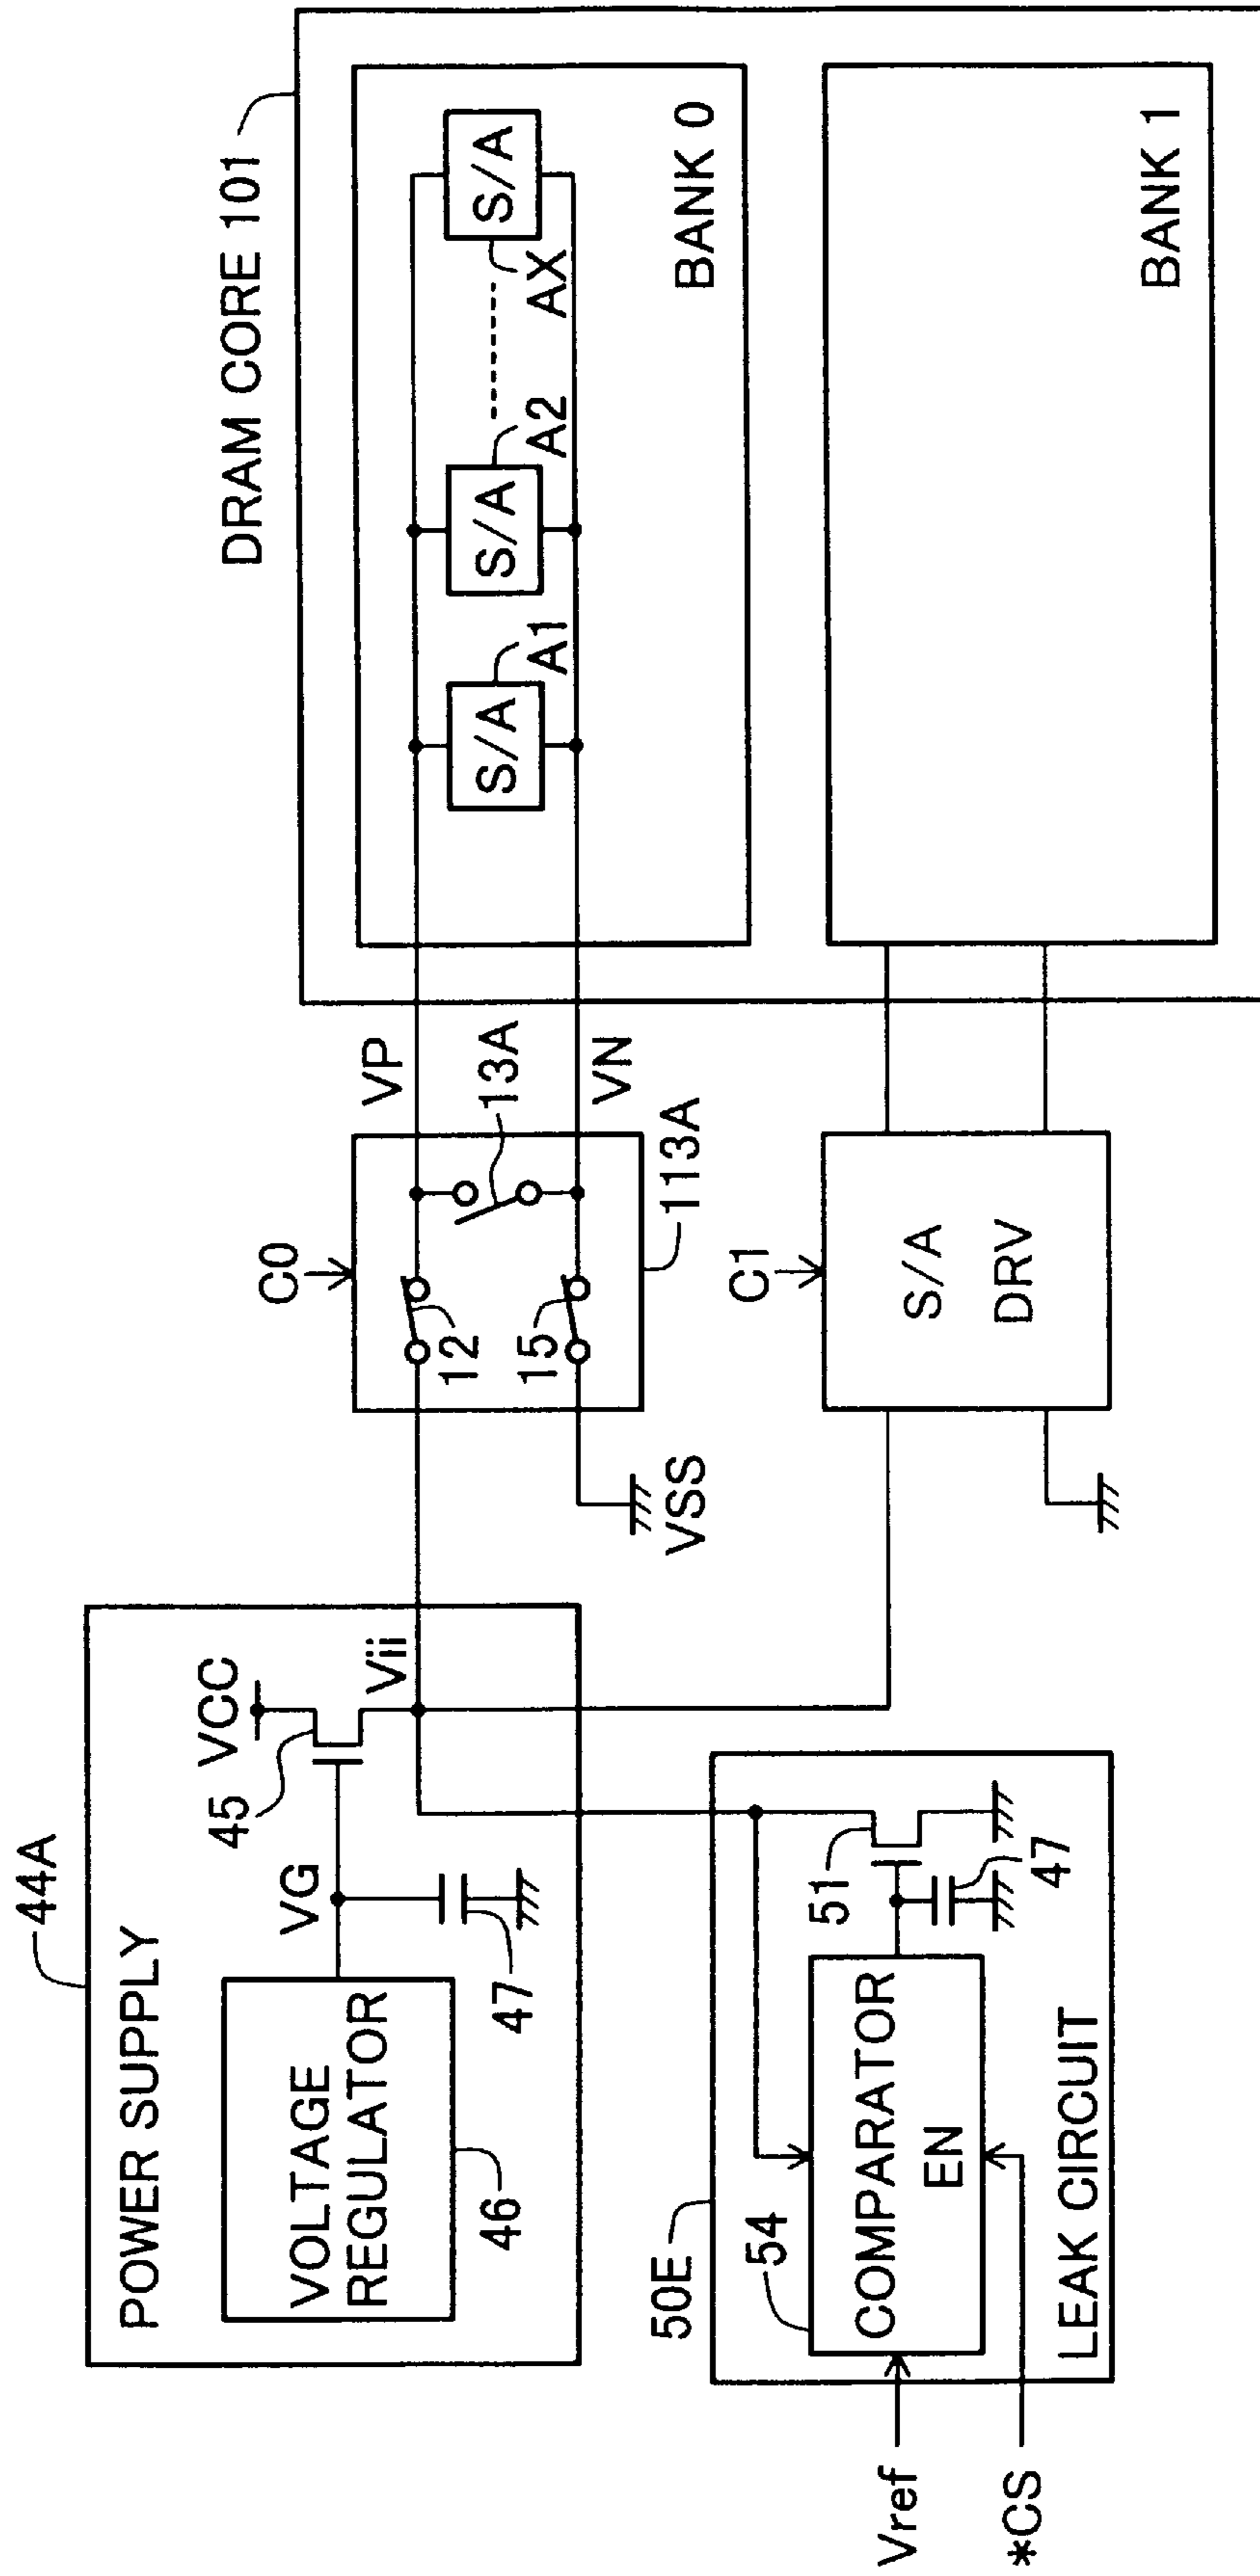 44A
POWER SUPPLY
VOLTAGE
REGULATOR
46
VG
47
45
VCC
Vii
C0
12
15
VSS
13A
113A
VP
VN
DRAM CORE 101
S/A
A1
S/A
A2
S/A
AX
BANK 0
50E
54
COMPARATOR
EN
51
47
LEAK CIRCUIT
Vref
*CS
C1
S/A
DRV
BANK 1